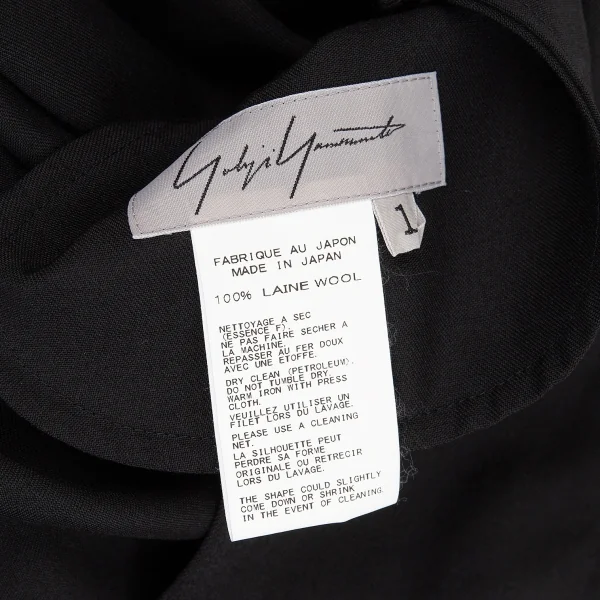 Yohji Yamamoto
1
FABRIQUE AU JAPON
MADE IN JAPAN
100% LAINE WOOL
NETTOYAGE A SEC
(ESSENCE F).
NE PAS FAIRE SECHER A
LA MACHINE.
REPASSER AU FER DOUX
AVEC UNE ETOFFE.
DRY CLEAN (PETROLEUM).
DO NOT TUMBLE DRY.
WARM IRON WITH PRESS
CLOTH.
VEUILLEZ UTILISER UN
FILET LORS DU LAVAGE.
PLEASE USE A CLEANING
NET.
LA SILHOUETTE PEUT
PERDRE SA FORME
ORIGINALE OU RETRECIR
LORS DU LAVAGE.
THE SHAPE COULD SLIGHTLY
COME DOWN OR SHRINK
IN THE EVENT OF CLEANING.